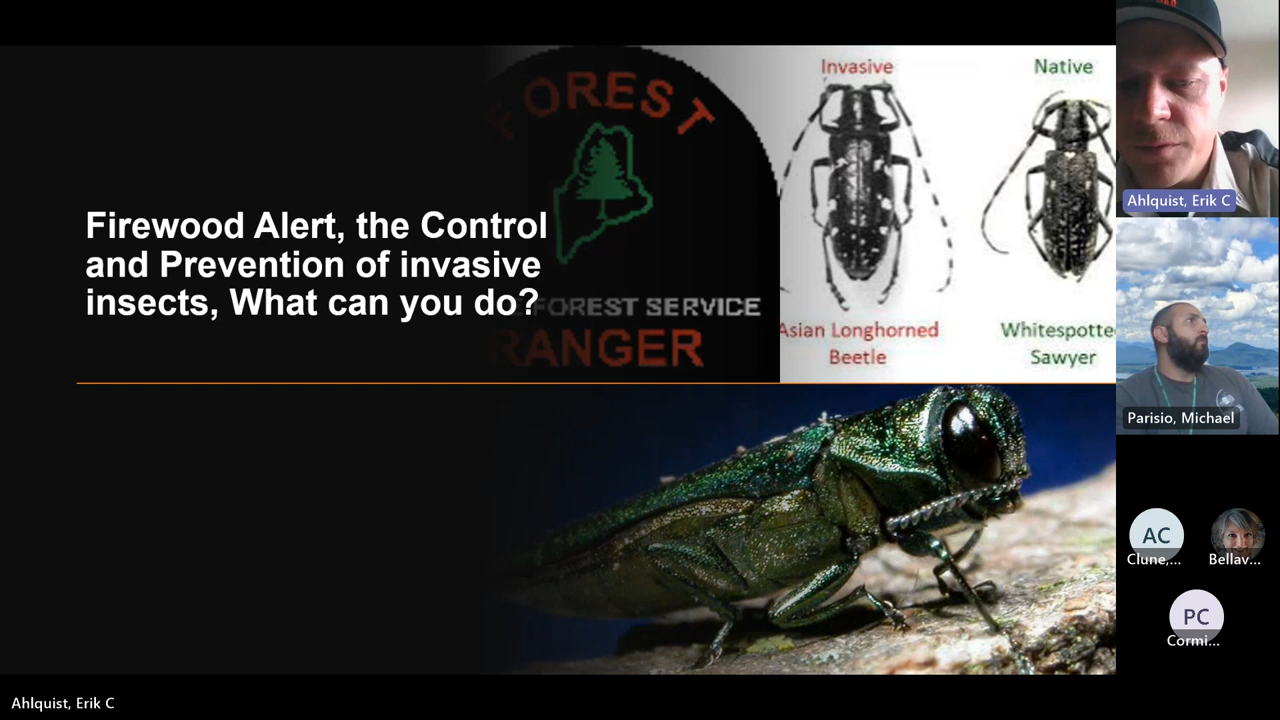 FOREST
FOREST SERVICE
RANGER
Firewood Alert, the Control
and Prevention of invasive
insects, What can you do?
Invasive
Native
Asian Longhorned
Beetle
Whitespotte
Sawyer
Ahlquist, Erik C
Parisio, Michael
AC
Clune,...
Bellav...
PC
Cormi...
Ahlquist, Erik C